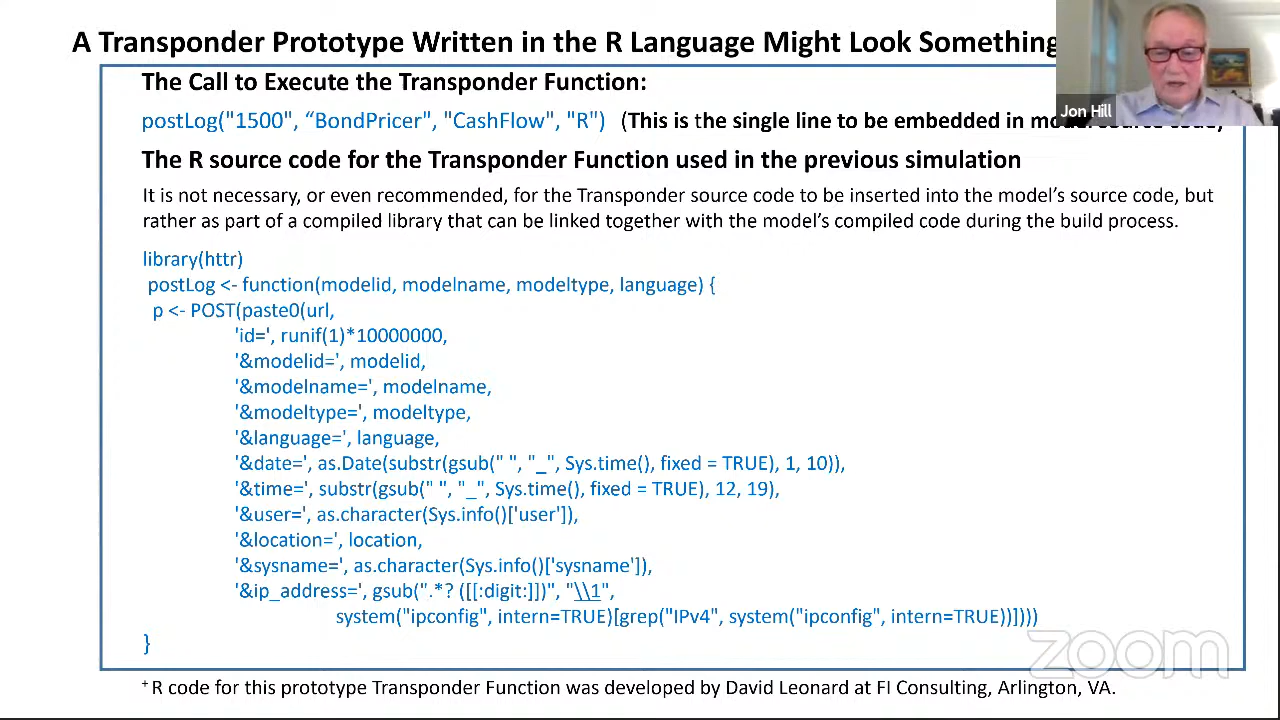 A Transponder Prototype Written in the R Language Might Look Something
The Call to Execute the Transponder Function:
postLog("1500", “BondPricer", "CashFlow", "R") (This is the single line to be embedded in model source code)
The R source code for the Transponder Function used in the previous simulation
It is not necessary, or even recommended, for the Transponder source code to be inserted into the model’s source code, but
rather as part of a compiled library that can be linked together with the model’s compiled code during the build process.
library(httr)
postLog <- function(modelid, modelname, modeltype, language) {
p <- POST(paste0(url,
'id=', runif(1)*10000000,
'&modelid=', modelid,
'&modelname=', modelname,
'&modeltype=', modeltype,
'&language=', language,
'&date=', as.Date(substr(gsub(" ", "_", Sys.time(), fixed = TRUE), 1, 10)),
'&time=', substr(gsub(" ", "_", Sys.time(), fixed = TRUE), 12, 19),
'&user=', as.character(Sys.info()['user']),
'&location=', location,
'&sysname=', as.character(Sys.info()['sysname']),
'&ip_address=', gsub(".*? ([[:digit:]])", "\\1",
system("ipconfig", intern=TRUE)[grep("IPv4", system("ipconfig", intern=TRUE))])))
}
+ R code for this prototype Transponder Function was developed by David Leonard at FI Consulting, Arlington, VA.
Jon Hill
zoom